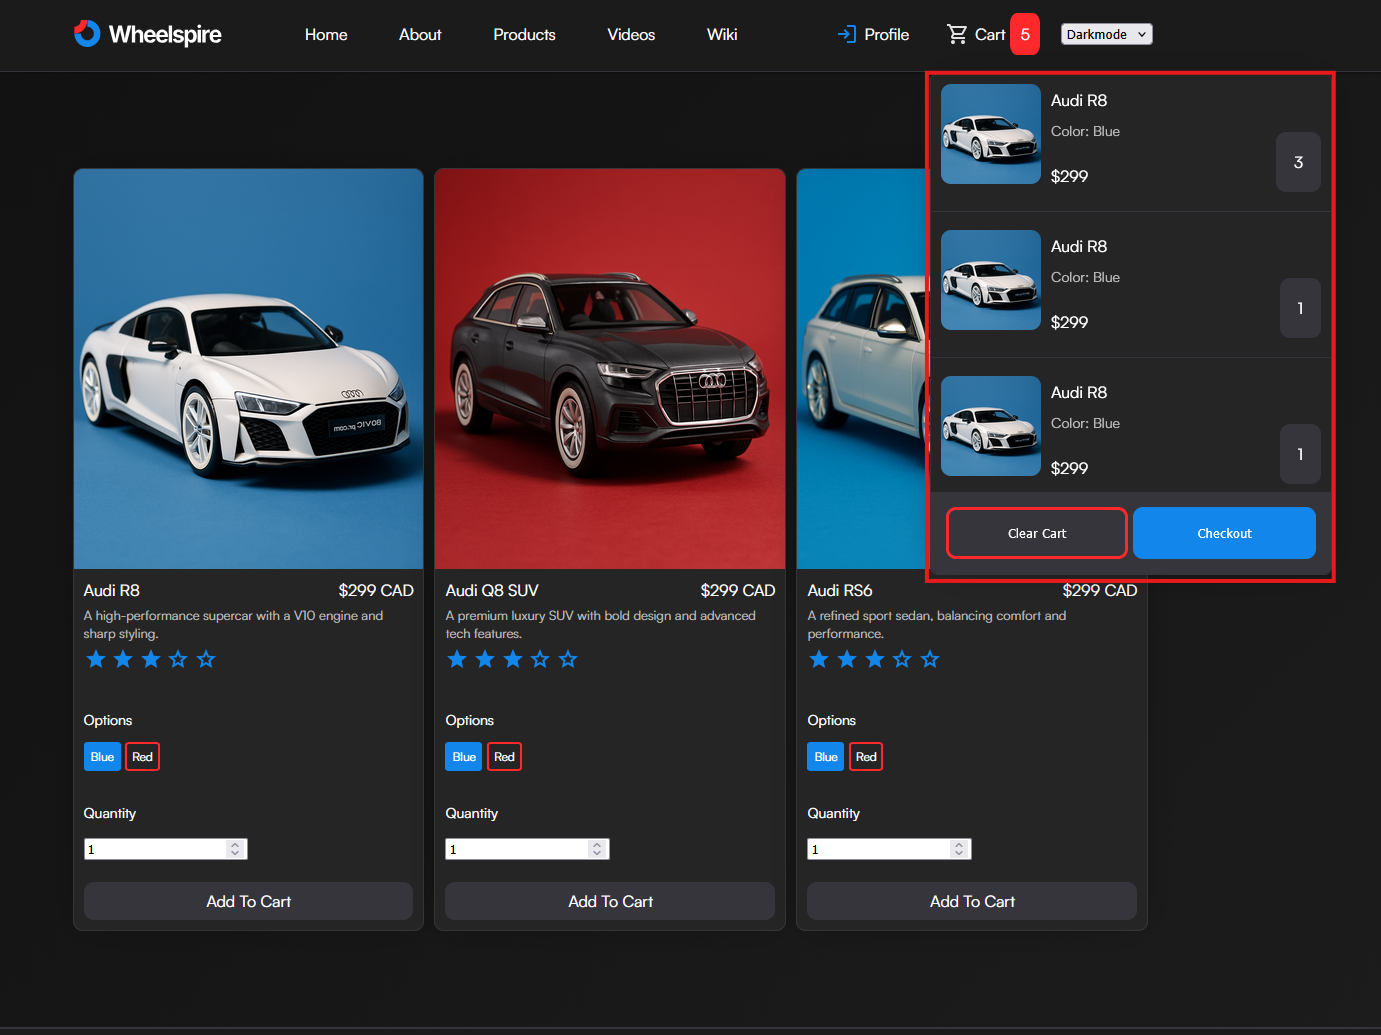 Wheelspire
Home
About
Products
Videos
Wiki
Profile
Cart
5
Darkmode
Audi R8
Color: Blue
$299
3
Audi R8
Color: Blue
$299
1
Audi R8
Color: Blue
$299
1
Clear Cart
Checkout
Audi R8
$299 CAD
A high-performance supercar with a V10 engine and
sharp styling.
Options
Blue
Red
Quantity
1
Add To Cart
Audi Q8 SUV
$299 CAD
A premium luxury SUV with bold design and advanced
tech features.
Options
Blue
Red
Quantity
1
Add To Cart
Audi RS6
$299 CAD
A refined sport sedan, balancing comfort and
performance.
Options
Blue
Red
Quantity
1
Add To Cart